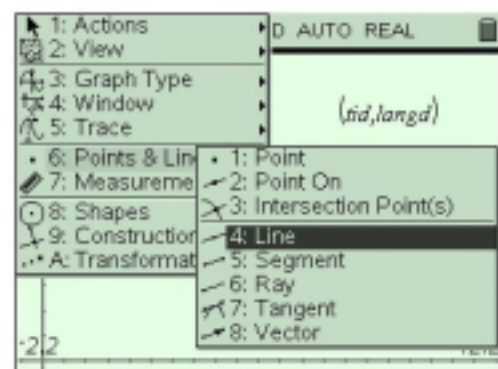 1: Actions
D AUTO REAL
2: View
3: Graph Type
4: Window
(tid,langd)
5: Trace
6: Points & Lin
1: Point
7: Measureme
2: Point On
3: Intersection Point(s)
8: Shapes
9: Construction
4: Line
A: Transformat
5: Segment
6: Ray
7: Tangent
8: Vector
-2
2